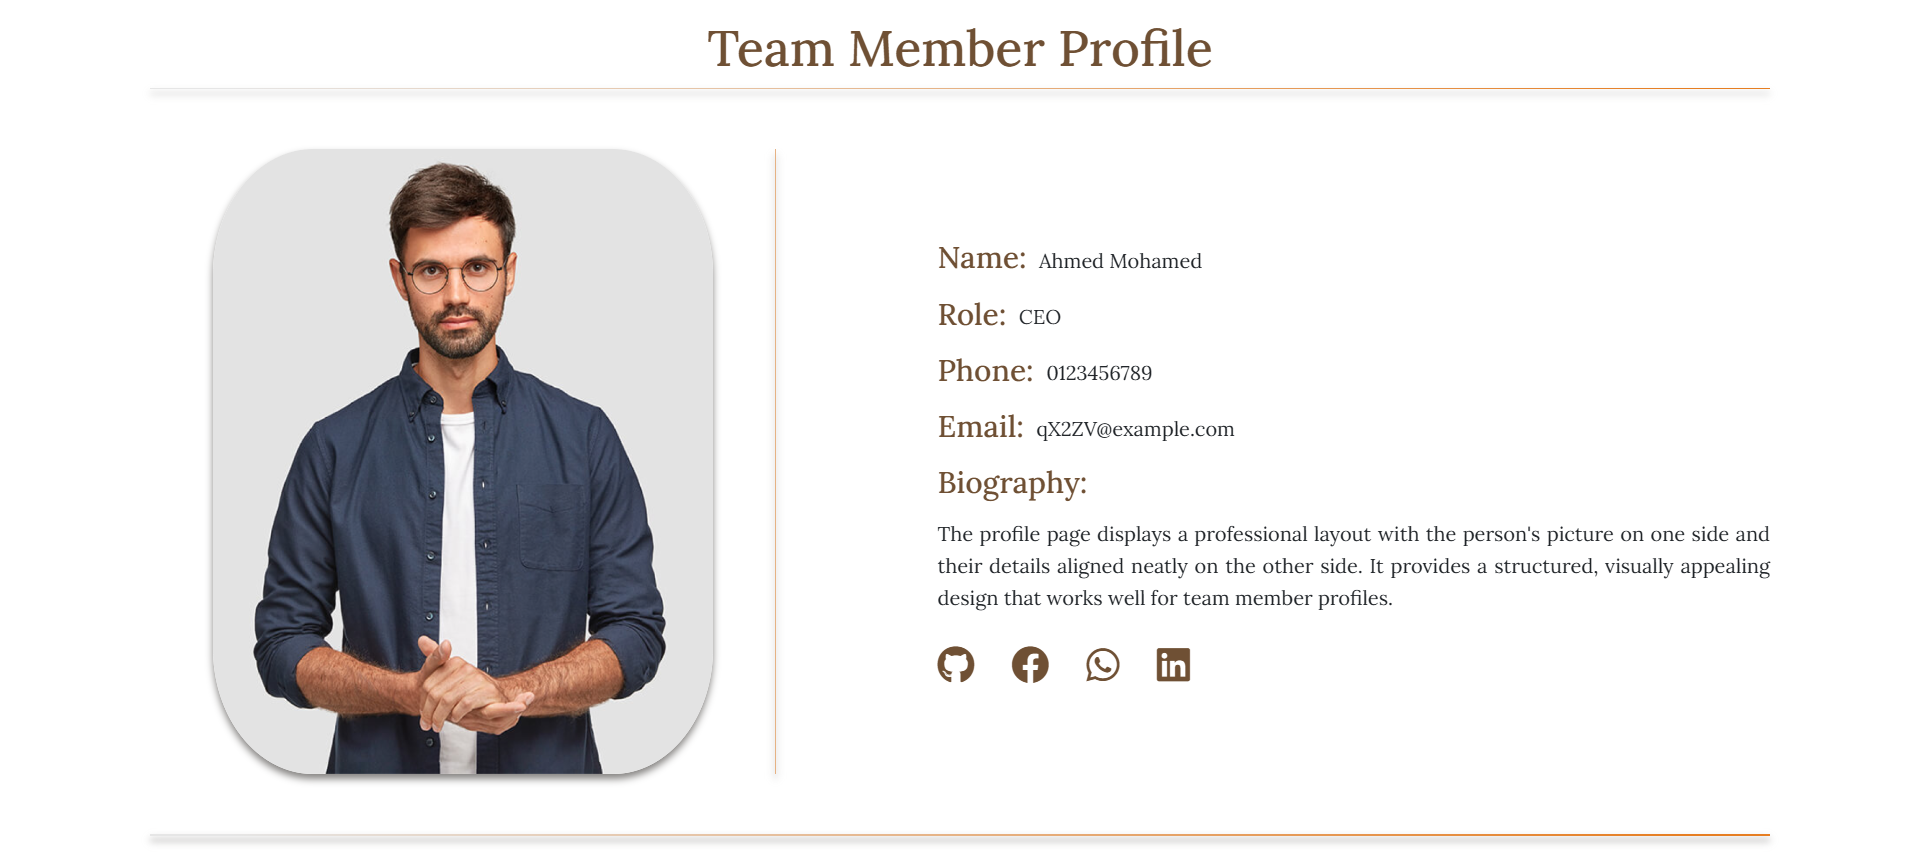 Team Member Profile
Name: Ahmed Mohamed
Role: CEO
Phone: 0123456789
Email: qX2ZV@example.com
Biography:
The profile page displays a professional layout with the person's picture on one side and
their details aligned neatly on the other side. It provides a structured, visually appealing
design that works well for team member profiles.
in